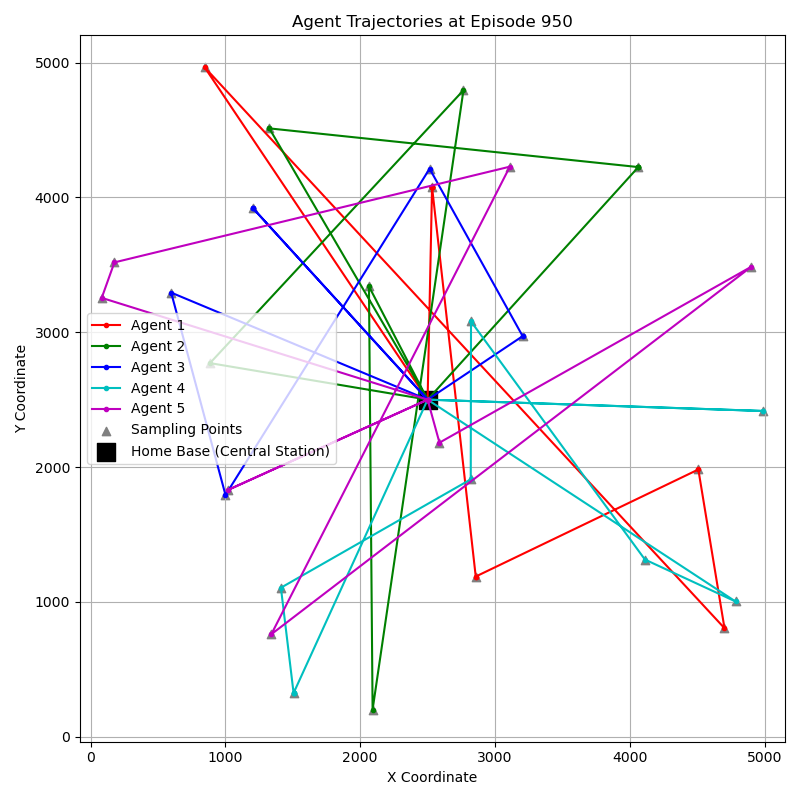 Agent Trajectories at Episode 950
Y Coordinate
5000
4000
3000
2000
1000
0
Agent 1
Agent 2
Agent 3
Agent 4
Agent 5
Sampling Points
Home Base (Central Station)
0 1000 2000 3000 4000 5000
X Coordinate